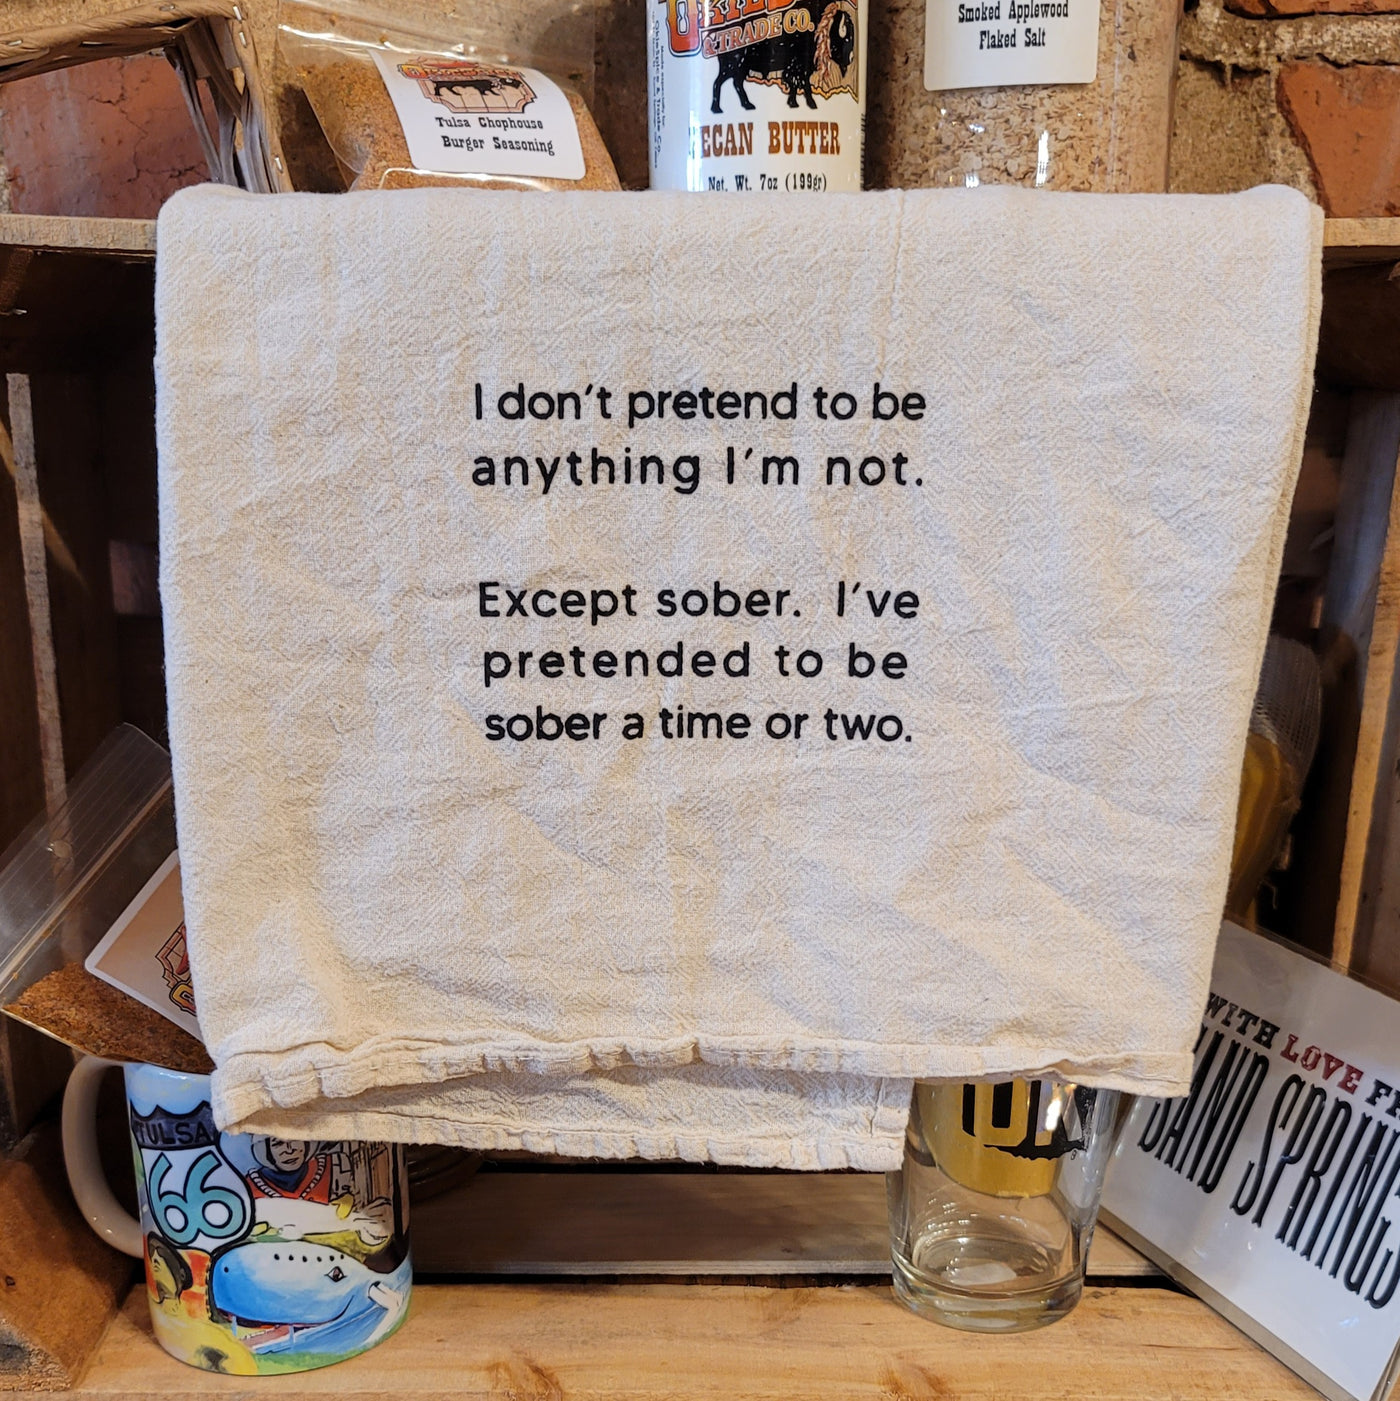 Smoked Applewood
Flaked Salt
& TRADE CO.
Tulsa Chophouse
Burger Seasoning
PECAN BUTTER
Net. Wt. 7oz (199gr)
I don't pretend to be
anything I'm not.
Except sober. I've
pretended to be
sober a time or two.
WITH LOVE FR
SAND SPRINGS
TULSA
66
OK